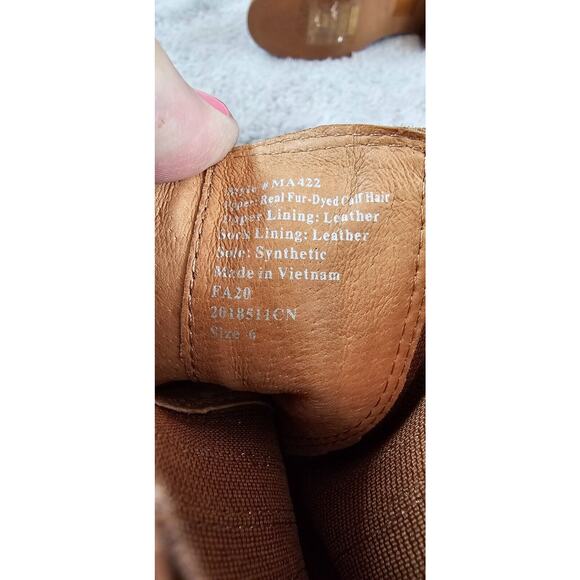 Style #MA422
Upper: Real Fur-Dyed Calf Hair
Upper Lining: Leather
Sock Lining: Leather
Sole: Synthetic
Made in Vietnam
FA20
2018511CN
Size 6